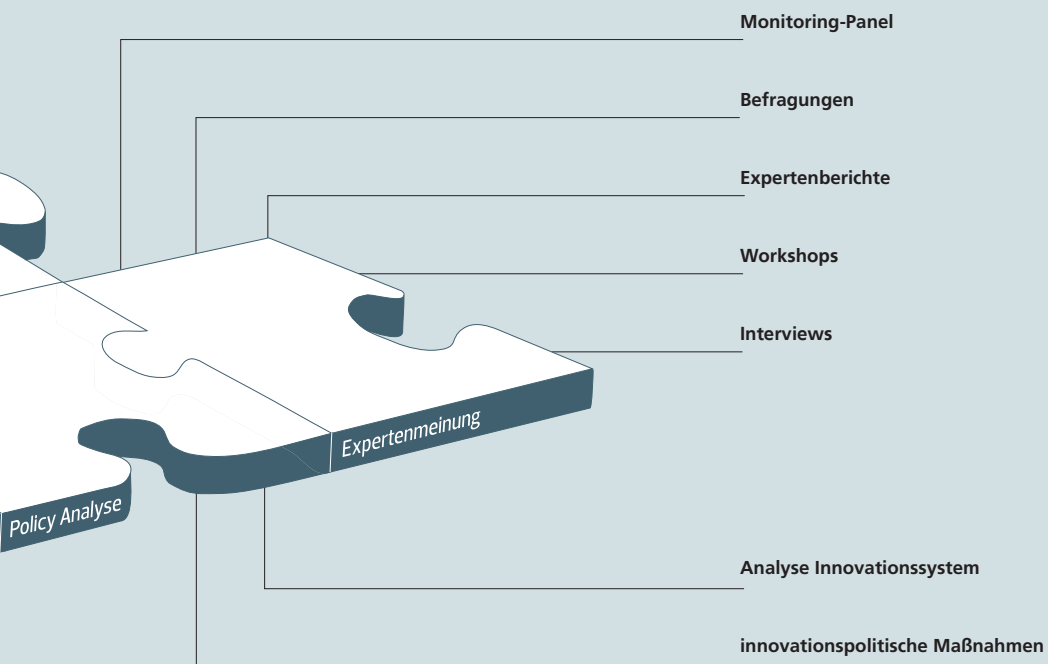 Monitoring-Panel
Befragungen
Expertenberichte
Workshops
Interviews
Expertenmeinung
Policy Analyse
Analyse Innovationssystem
innovationspolitische Maßnahmen